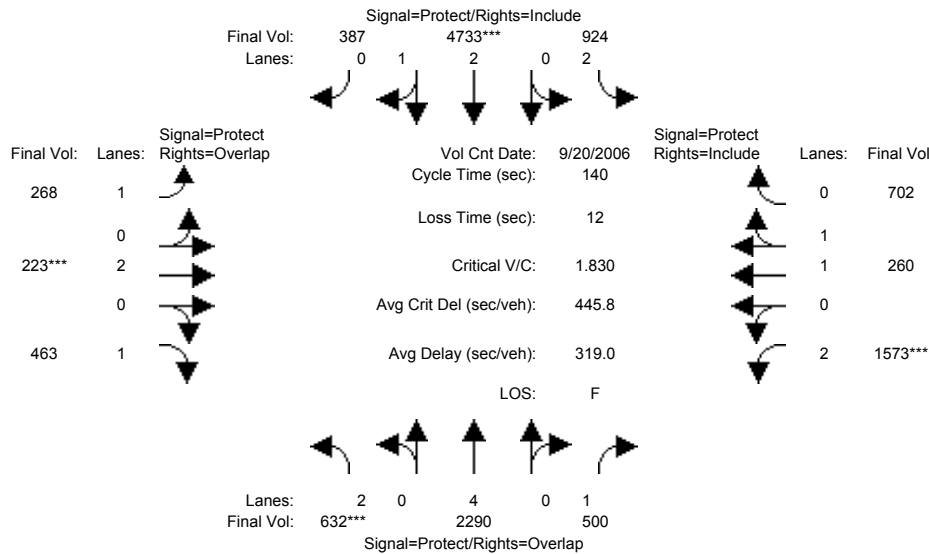 Signal=Protect/Rights=Include
Final Vol: 387 4733*** 924
Lanes: 0 1 2 0 2
Signal=Protect
Rights=Overlap
Final Vol: Lanes:
Vol Cnt Date: 9/20/2006
Signal=Protect
Rights=Include
Lanes: Final Vol
Cycle Time (sec): 140
268 1
0 702
Loss Time (sec): 12
0
1
223*** 2
Critical V/C: 1.830
1 260
0
Avg Crit Del (sec/veh): 445.8
0
463 1
Avg Delay (sec/veh): 319.0
2 1573***
LOS: F
Lanes: 2 0 4 0 1
Final Vol: 632*** 2290 500
Signal=Protect/Rights=Overlap